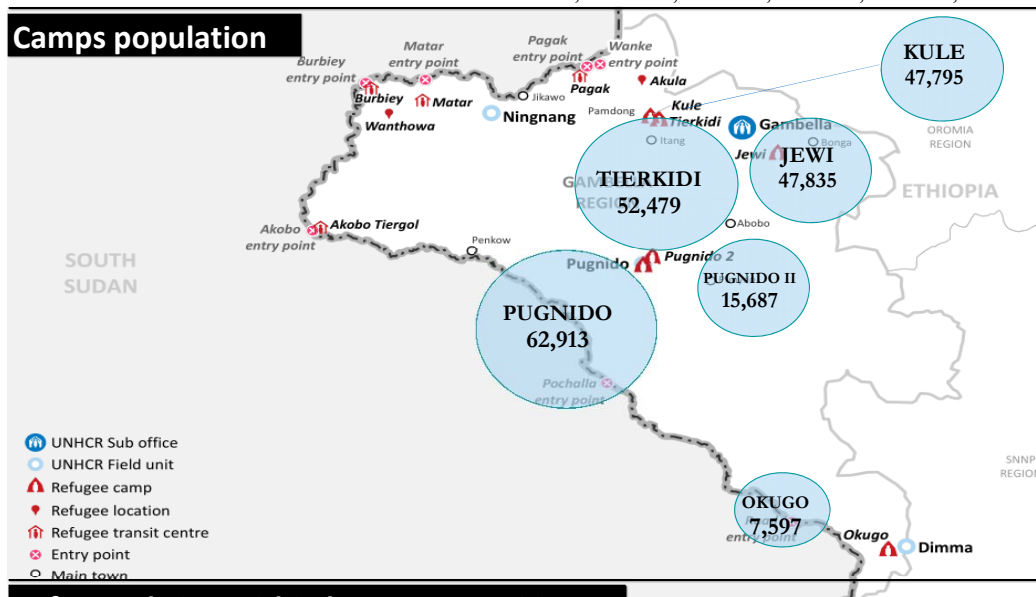 Camps population
Burbiey
entry point
Matar
entry point
Pagak
entry point
Wanke
entry point
KULE
47,795
Burbiey
Matar
Wanthowa
Ningnang
Jikawo
Pagak
Akula
Pamdong
Kule
Tierkidi
Itang
Gambella
Bonga
Jewi
JEWI
47,835
OROMIA
REGION
ETHIOPIA
TIERKIDI
52,479
REGION
Abobo
Akobo
entry point
Akobo Tiergol
Penkow
SOUTH
SUDAN
Pugnido
Pugnido 2
PUGNIDO II
15,687
PUGNIDO
62,913
Pochalla
entry point
SNNP
REGION
OKUGO
7,597
entry point
Okugo
Dimma
UNHCR Sub office
UNHCR Field unit
Refugee camp
Refugee location
Refugee transit centre
Entry point
Main town